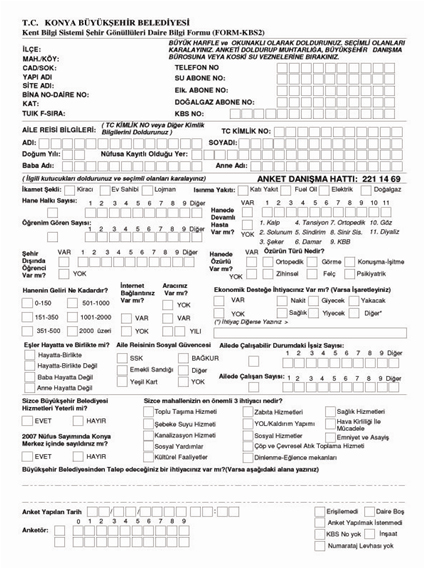 T.C. KONYA BÜYÜKŞEHİR BELEDİYESİ
Kent Bilgi Sistemi Şehir Gönüllüleri Daire Bilgi Formu (FORM-KBS2)
BÜYÜK HARFLE ve OKUNAKLI OLARAK DOLDURUNUZ, SEÇİMLİ OLANLARI
KARALAYINIZ. DOLDURDUĞUNUZ FORMU MUHTARLIĞA, BÜYÜKŞEHİR DANIŞMA
BÜROSUNA VEYA KOSKİ SU VEZNELERİNE BIRAKINIZ.
İLÇE:
MAH./KÖY:
CAD/SOK: TELEFON NO
YAPI ADI SU ABONE NO:
SİTE ADI: Elk. ABONE NO:
BİNA NO-DAİRE NO:
KAT: DOĞALGAZ ABONE NO:
TUIK F-SIRA: KBS NO:
AİLE REİSİ BİLGİLERİ: ( TC KİMLİK NO veya Diğer Kimlik
Bilgilerini Doldurunuz ) TC KİMLİK NO:
ADI: SOYADI:
Doğum Yılı: Nüfusa Kayıtlı Olduğu Yer:
Baba Adı: Anne Adı:
( İlgili kutucukları doldurunuz ve seçimli olanları karalayınız) ANKET DANIŞMA HATTI: 221 14 69
İkamet Şekli: Kiracı Ev Sahibi Lojman Isınma Yakıtı: Katı Yakıt Fuel Oil Elektrik Doğalgaz
Hane Halkı Sayısı: 1 2 3 4 5 6 7 8 9 Diğer
Hanede Devamlı Hasta Var mı? VAR YOK 1 2 3 4 5 6 7 8 9 10 11
1. Kalp 4. Tansiyon 7. Ortopedik 10. Göz
2. Solunum 5. Sindirim 8. Sinir Sis. 11. Diyaliz
3. Şeker 6. Damar 9. KBB
Öğrenim Gören Sayısı: 1 2 3 4 5 6 7 8 9 Diğer
Şehir Dışında Öğrenci Var mı? VAR YOK 1 2 3 4 5 6 7 8 9 Diğer
Hanede Özürlü Var mı? VAR YOK Özürün Türü Nedir?
Ortopedik Görme Konuşma-İşitme
Zihinsel Felç Psikyatrik
Hanenin Geliri Ne Kadardır?
0-150 501-1000
151-350 1001-2000
351-500 2000 üzeri
İnternet Bağlantınız Var mı?
VAR
YOK
Aracınız Var mı?
YOK
VAR
YILI
Ekonomik Desteğe İhtiyacınız Var mı? (Varsa İşaretleyiniz)
VAR Nakit Giyecek Yakacak
YOK Sağlık Yiyecek Diğer*
(*) İhtiyaç Diğerse Yazınız >
Eşler Hayatta ve Birlikte mi?
Hayatta-Birlikte
Hayatta-Birlikte Değil
Baba Hayatta Değil
Anne Hayatta Değil
Aile Reisinin Sosyal Güvencesi
SSK BAĞKUR
Emekli Sandığı Diğer
Yeşil Kart Yok
Ailede Çalışabilir Durumdaki İşsiz Sayısı:
1 2 3 4 5 6 7 8 9 Diğer
Ailede Çalışan Sayısı: 1 2 3 4 5 6 7 8 9 Diğer
Sizce Büyükşehir Belediyesi
Hizmetleri Yeterli mi?
EVET HAYIR
2007 Nüfus Sayımında Konya
Merkez içinde sayıldınız mı?
EVET HAYIR
Sizce mahallenizin en önemli 3 ihtiyacı nedir?
Toplu Taşıma Hizmeti Zabıta Hizmetleri Sağlık Hizmetleri
Şebeke Suyu Hizmeti YOL/Kaldırım Yapımı Hava Kirliliği İle Mücadele
Kanalizasyon Hizmeti Sosyal Hizmetler Emniyet ve Asayiş
Sosyal Yardımlar Çöp ve Çevresel Atık Toplama Hizmeti
Kültürel Faaliyetler Dinlenme-Eğlence mekanları
Büyükşehir Belediyesinden Talep edeceğiniz bir ihtiyacınız var mı?(Varsa aşağıdaki alana yazınız)
Anket Yapılan Tarih / /
Anketör: 0 1 2 3 4 5 6 7 8 9
Erişilemedi Daire Boş
Anket Yapılmak İstenmedi
KBS No yok İnşaat
Numarataj Levhası yok